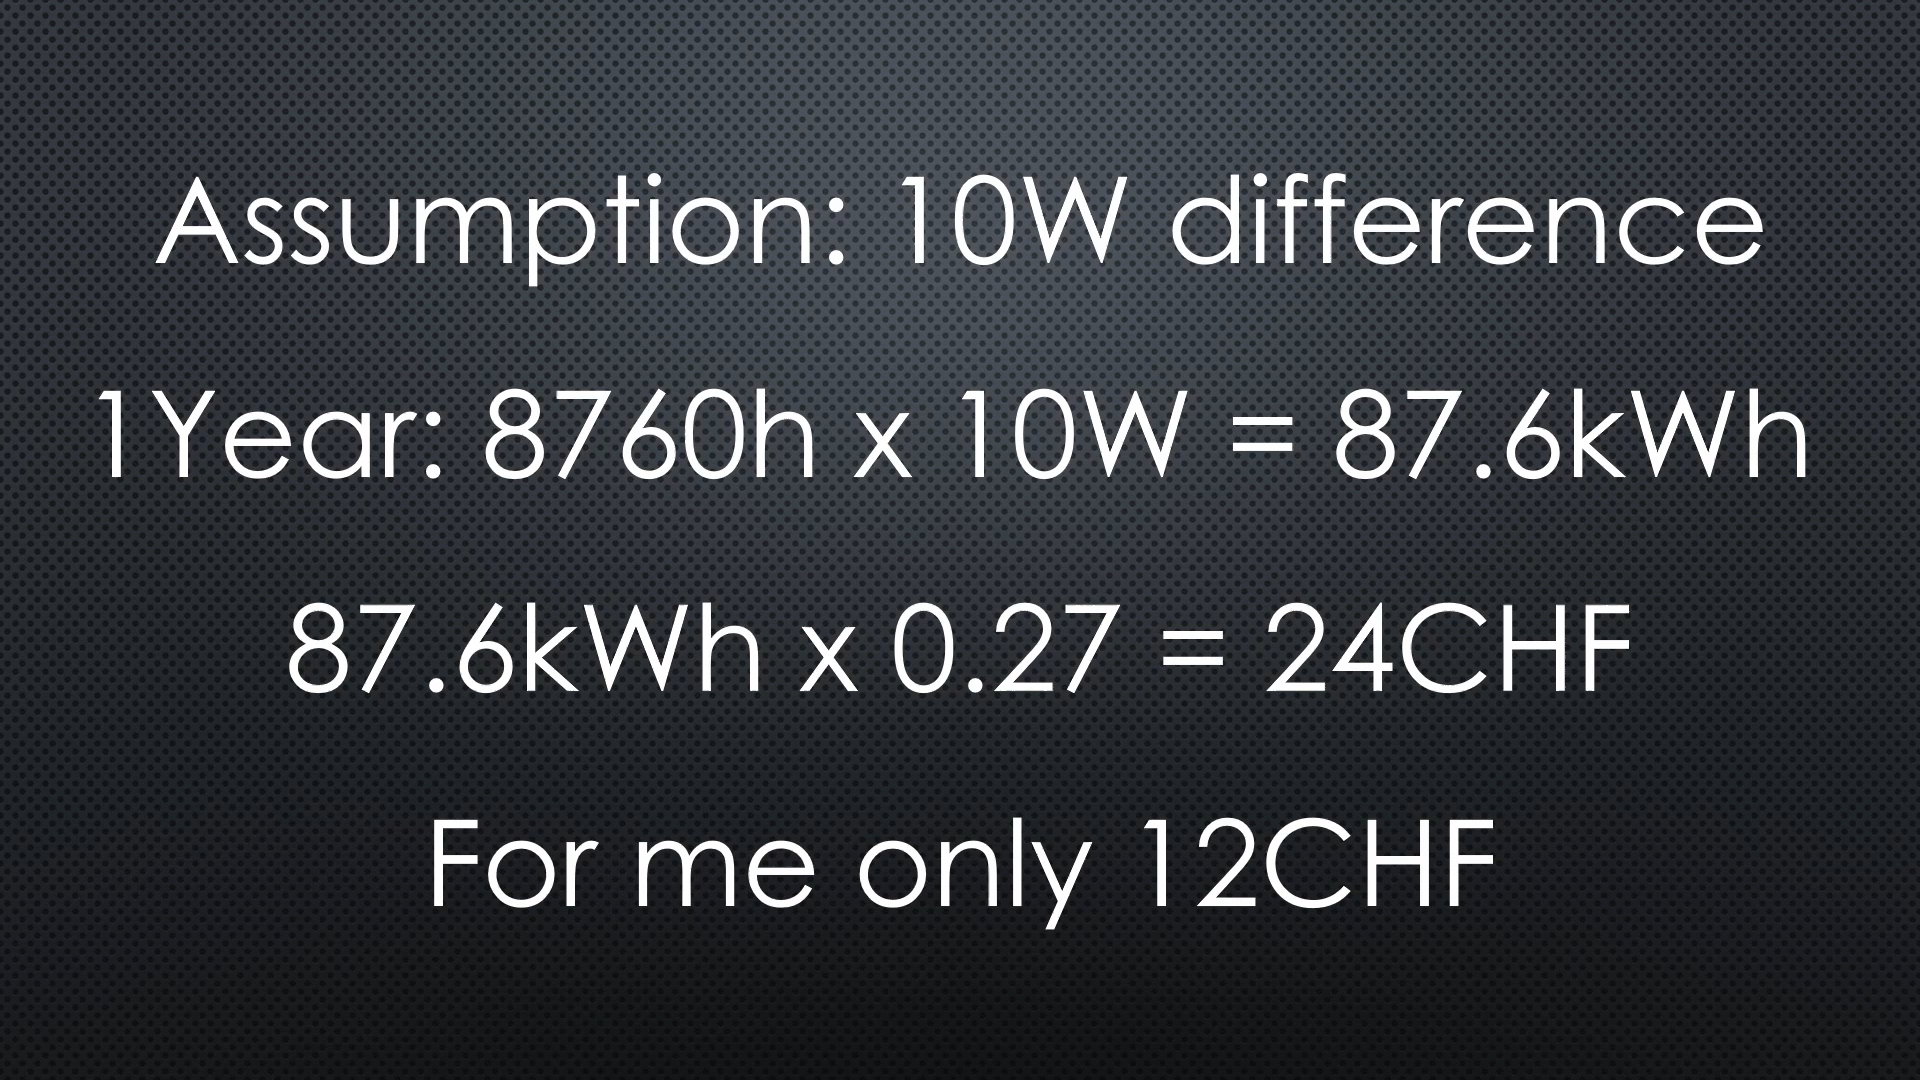 Assumption: 10W difference
1Year: 8760h x 10W = 87.6kWh
87.6kWh x 0.27 = 24CHF
For me only 12CHF